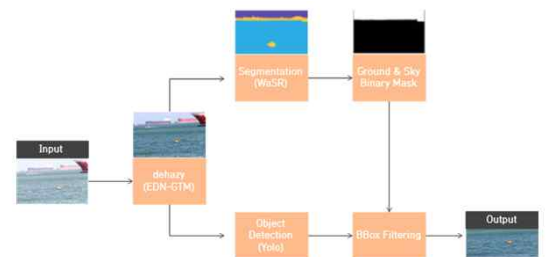 Input
dehazy
(EDN-GTM)
Segmentation
(WaSR)
Ground & Sky
Binary Mask
Object
Detection
(Yolo)
BBox Filtering
Output